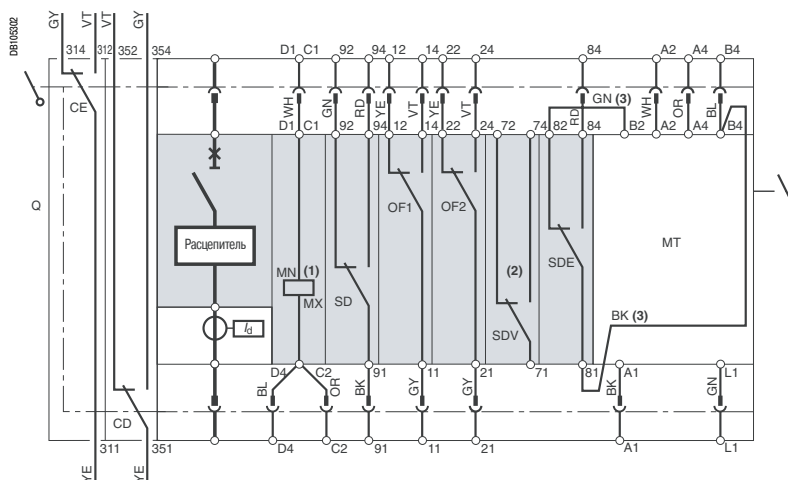 DB105302
GY VT VT GY
314 312 352 354 D1 C1 92 94 12 14 22 24 84 A2 A4 B4
CE WH GN RD YE VT YE VT RD GN (3) WH OR BL
D1 C1 92 94 12 14 22 24 72 74 82 84 B2 A2 A4 B4
Q OF1 OF2 MT
Расцепитель
MN (1) SD (2) SDE
MX SDV BK (3)
Id
D4 C2 91 11 21 71 81 A1 L1
BL OR BK GY GY BK GN
CD
311 351 D4 C2 91 11 21 A1 L1
YE YE